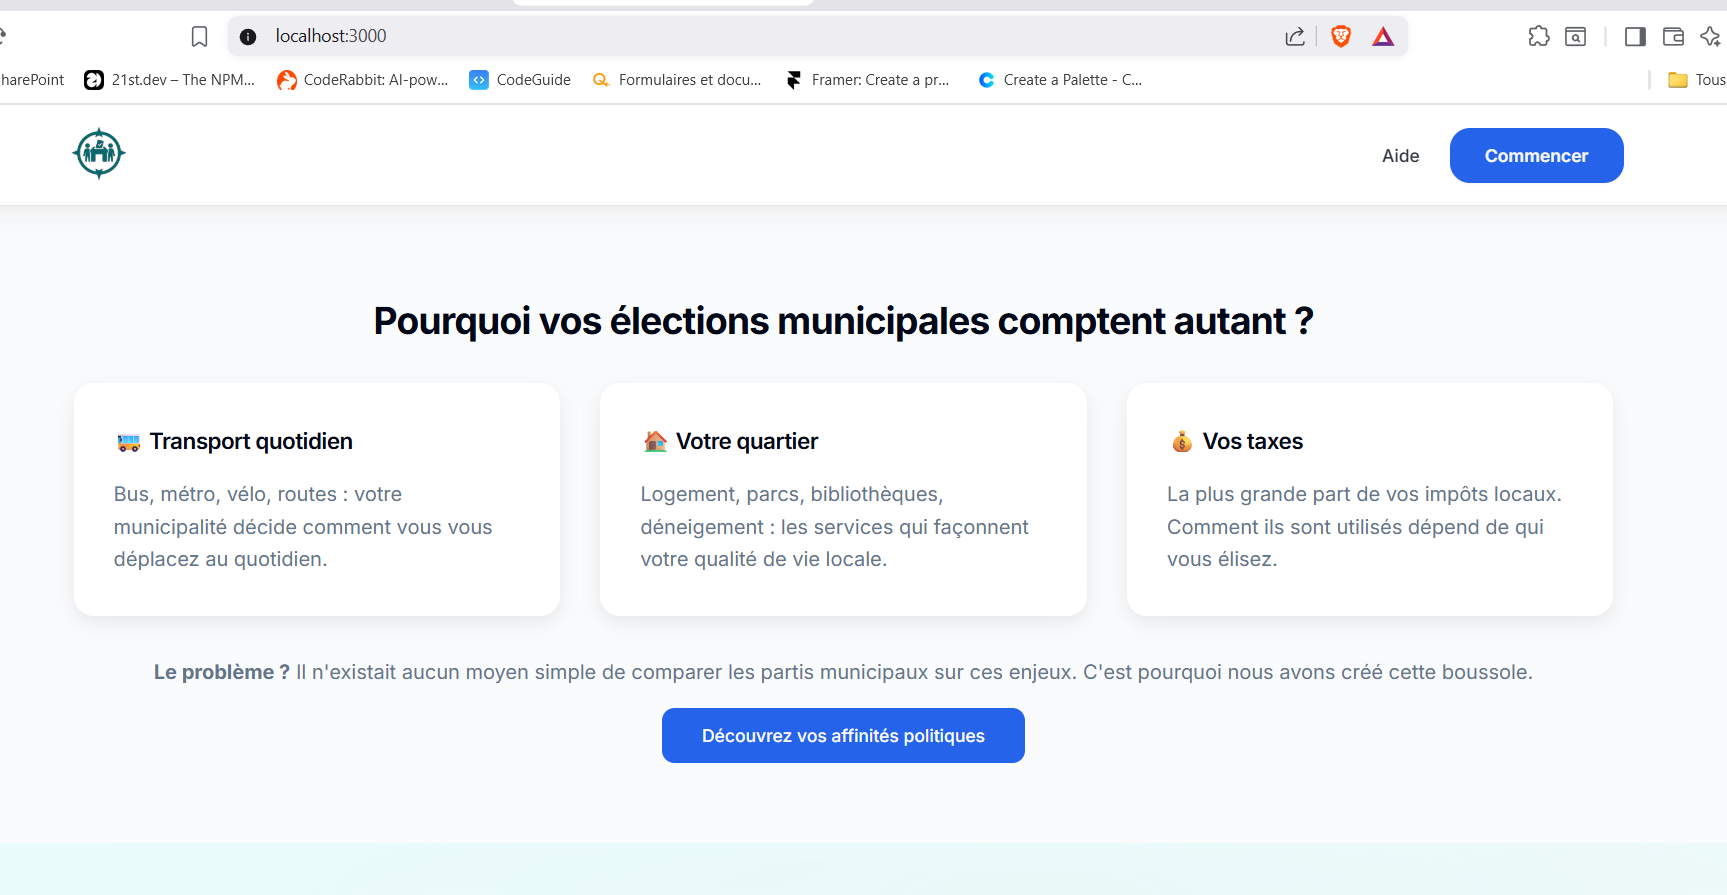 localhost:3000
harePoint
21st.dev – The NPM...
CodeRabbit: AI-pow...
CodeGuide
Formulaires et docu...
Framer: Create a pr...
Create a Palette - C...
Tous
Aide
Commencer
Pourquoi vos élections municipales comptent autant ?
Transport quotidien
Bus, métro, vélo, routes : votre
municipalité décide comment vous vous
déplacez au quotidien.
Votre quartier
Logement, parcs, bibliothèques,
déneigement : les services qui façonnent
votre qualité de vie locale.
Vos taxes
La plus grande part de vos impôts locaux.
Comment ils sont utilisés dépend de qui
vous élisez.
Le problème ? Il n'existait aucun moyen simple de comparer les partis municipaux sur ces enjeux. C'est pourquoi nous avons créé cette boussole.
Découvrez vos affinités politiques